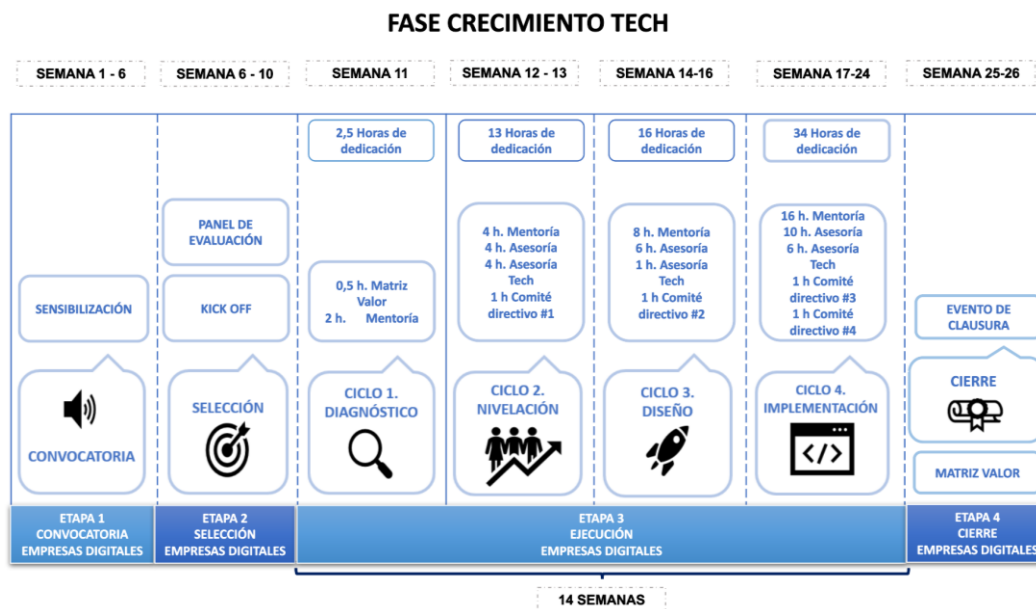 FASE CRECIMIENTO TECH
SEMANA 1 - 6
SEMANA 6 - 10
SEMANA 11
SEMANA 12 - 13
SEMANA 14-16
SEMANA 17-24
SEMANA 25-26
2,5 Horas de
dedicación
13 Horas de
dedicación
16 Horas de
dedicación
34 Horas de
dedicación
SENSIBILIZACIÓN
PANEL DE
EVALUACIÓN
KICK OFF
0,5 h. Matriz
Valor
2 h. Mentoría
4 h. Mentoría
4 h. Asesoría
4 h. Asesoría
Tech
1 h Comité
directivo #1
8 h. Mentoría
6 h. Asesoría
1 h. Asesoría
Tech
1 h Comité
directivo #2
16 h. Mentoría
10 h. Asesoría
6 h. Asesoría
Tech
1 h Comité
directivo #3
1 h Comité
directivo #4
EVENTO DE
CLAUSURA
CONVOCATORIA
SELECCIÓN
CICLO 1.
DIAGNÓSTICO
CICLO 2.
NIVELACIÓN
CICLO 3.
DISEÑO
CICLO 4.
IMPLEMENTACIÓN
</>
CIERRE
MATRIZ VALOR
ETAPA 1
CONVOCATORIA
EMPRESAS DIGITALES
ETAPA 2
SELECCIÓN
EMPRESAS DIGITALES
ETAPA 3
EJECUCIÓN
EMPRESAS DIGITALES
ETAPA 4
CIERRE
EMPRESAS DIGITALES
14 SEMANAS